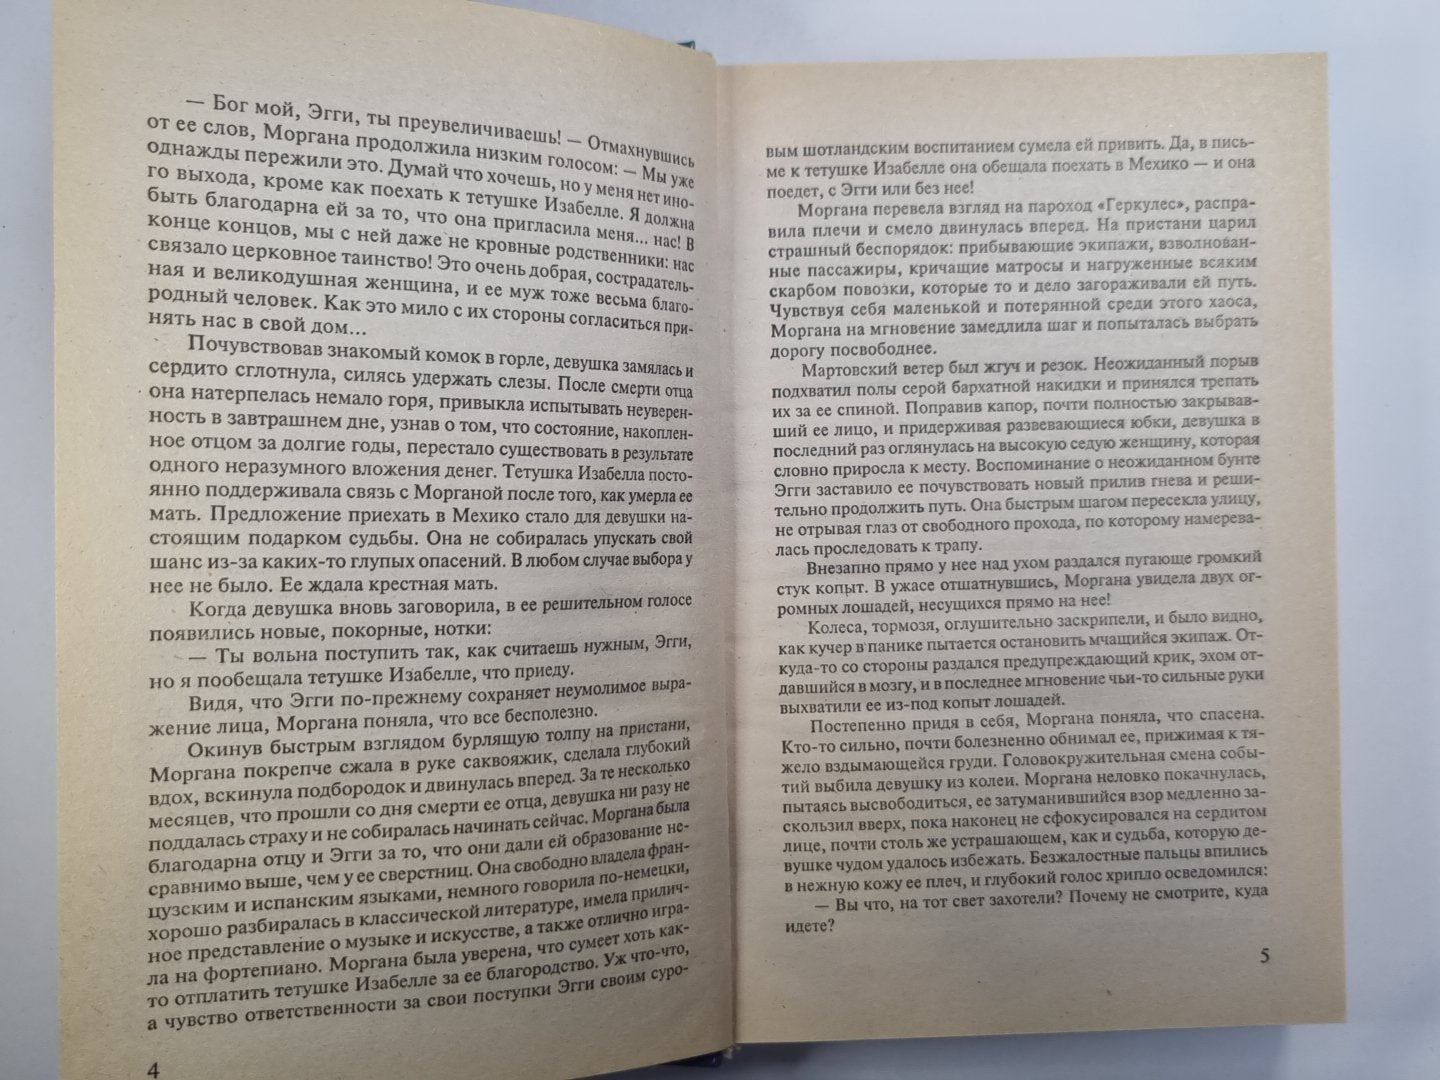 — Бог мой, Эгги, ты преувеличиваешь! — Отмахнувшись
от ее слов, Моргана продолжила низким голосом: — Мы уже
однажды пережили это. Думай что хочешь, но у меня нет ино-
го выхода, кроме как поехать к тетушке Изабелле. Я должна
быть благодарна ей за то, что она пригласила меня... нас! В
конце концов, мы с ней даже не кровные родственники: нас
связало церковное таинство! Это очень добрая, сострадатель-
ная и великодушная женщина, и ее муж тоже весьма благо-
родный человек. Как это мило с их стороны согласиться при-
нять нас в свой дом...
Почувствовав знакомый комок в горле, девушка замялась и
сердито сглотнула, силясь удержать слезы. После смерти отца
она натерпелась немало горя, привыкла испытывать неуверен-
ность в завтрашнем дне, узнав о том, что состояние, накоплен-
ное отцом за долгие годы, перестало существовать в результате
одного неразумного вложения денег. Тетушка Изабелла посто-
янно поддерживала связь с Морганой после того, как умерла ее
мать. Предложение приехать в Мехико стало для девушки на-
стоящим подарком судьбы. Она не собиралась упускать свой
шанс из-за каких-то глупых опасений. В любом случае выбора у
нее не было. Ее ждала крестная мать.
Когда девушка вновь заговорила, в ее решительном голосе
появились новые, покорные, нотки:
— Ты вольна поступить так, как считаешь нужным, Эгги,
но я пообещала тетушке Изабелле, что приеду.
Видя, что Эгги по-прежнему сохраняет неумолимое выра-
жение лица, Моргана поняла, что все бесполезно.
Окинув быстрым взглядом бурлящую толпу на пристани,
Моргана покрепче сжала в руке саквояжик, сделала глубокий
вдох, вскинула подбородок и двинулась вперед. За те несколько
месяцев, что прошли со дня смерти ее отца, девушка ни разу не
поддалась страху и не собиралась начинать сейчас. Моргана была
благодарна отцу и Эгги за то, что они дали ей образование не-
сравнимо выше, чем у ее сверстниц. Она свободно владела фран-
цузским и испанским языками, немного говорила по-немецки,
хорошо разбиралась в классической литературе, имела прилич-
ное представление о музыке и искусстве, а также отлично игра-
ла на фортепиано. Моргана была уверена, что сумеет хоть как-
то отплатить тетушке Изабелле за ее благородство. Уж что-что,
а чувство ответственности за свои поступки Эгги своим суро-
4
вым шотландским воспитанием сумела ей привить. Да, в пись-
ме к тетушке Изабелле она обещала поехать в Мехико — и она
поедет, с Эгги или без нее!
Моргана перевела взгляд на пароход «Геркулес», распра-
вила плечи и смело двинулась вперед. На пристани царил
страшный беспорядок: прибывающие экипажи, взволнован-
ные пассажиры, кричащие матросы и нагруженные всяким
скарбом повозки, которые то и дело загораживали ей путь.
Чувствуя себя маленькой и потерянной среди этого хаоса,
Моргана на мгновение замедлила шаг и попыталась выбрать
дорогу посвободнее.
Мартовский ветер был жгуч и резок. Неожиданный порыв
подхватил полы серой бархатной накидки и принялся трепать
их за ее спиной. Поправив капор, почти полностью закрывав-
ший ее лицо, и придерживая развевающиеся юбки, девушка в
последний раз оглянулась на высокую седую женщину, которая
словно приросла к месту. Воспоминание о неожиданном бунте
Эгги заставило ее почувствовать новый прилив гнева и реши-
тельно продолжить путь. Она быстрым шагом пересекла улицу,
не отрывая глаз от свободного прохода, по которому намерева-
лась проследовать к трапу.
Внезапно прямо у нее над ухом раздался пугающе громкий
стук копыт. В ужасе отшатнувшись, Моргана увидела двух ог-
ромных лошадей, несущихся прямо на нее!
Колеса, тормозя, оглушительно заскрипели, и было видно,
как кучер в панике пытается остановить мчащийся экипаж. От-
куда-то со стороны раздался предупреждающий крик, эхом от-
давшийся в мозгу, и в последнее мгновение чьи-то сильные руки
выхватили ее из-под копыт лошадей.
Постепенно придя в себя, Моргана поняла, что спасена.
Кто-то сильно, почти болезненно обнимал ее, прижимая к тя-
жело вздымающейся груди. Головокружительная смена собы-
тий выбила девушку из колеи. Моргана неловко покачнулась,
пытаясь высвободиться, ее затуманившийся взор медленно за-
скользил вверх, пока наконец не сфокусировался на сердитом
лице, почти столь же устрашающем, как и судьба, которую де-
вушке чудом удалось избежать. Безжалостные пальцы впились
в нежную кожу ее плеч, и глубокий голос хрипло осведомился:
— Вы что, на тот свет захотели? Почему не смотрите, куда
идете?
5